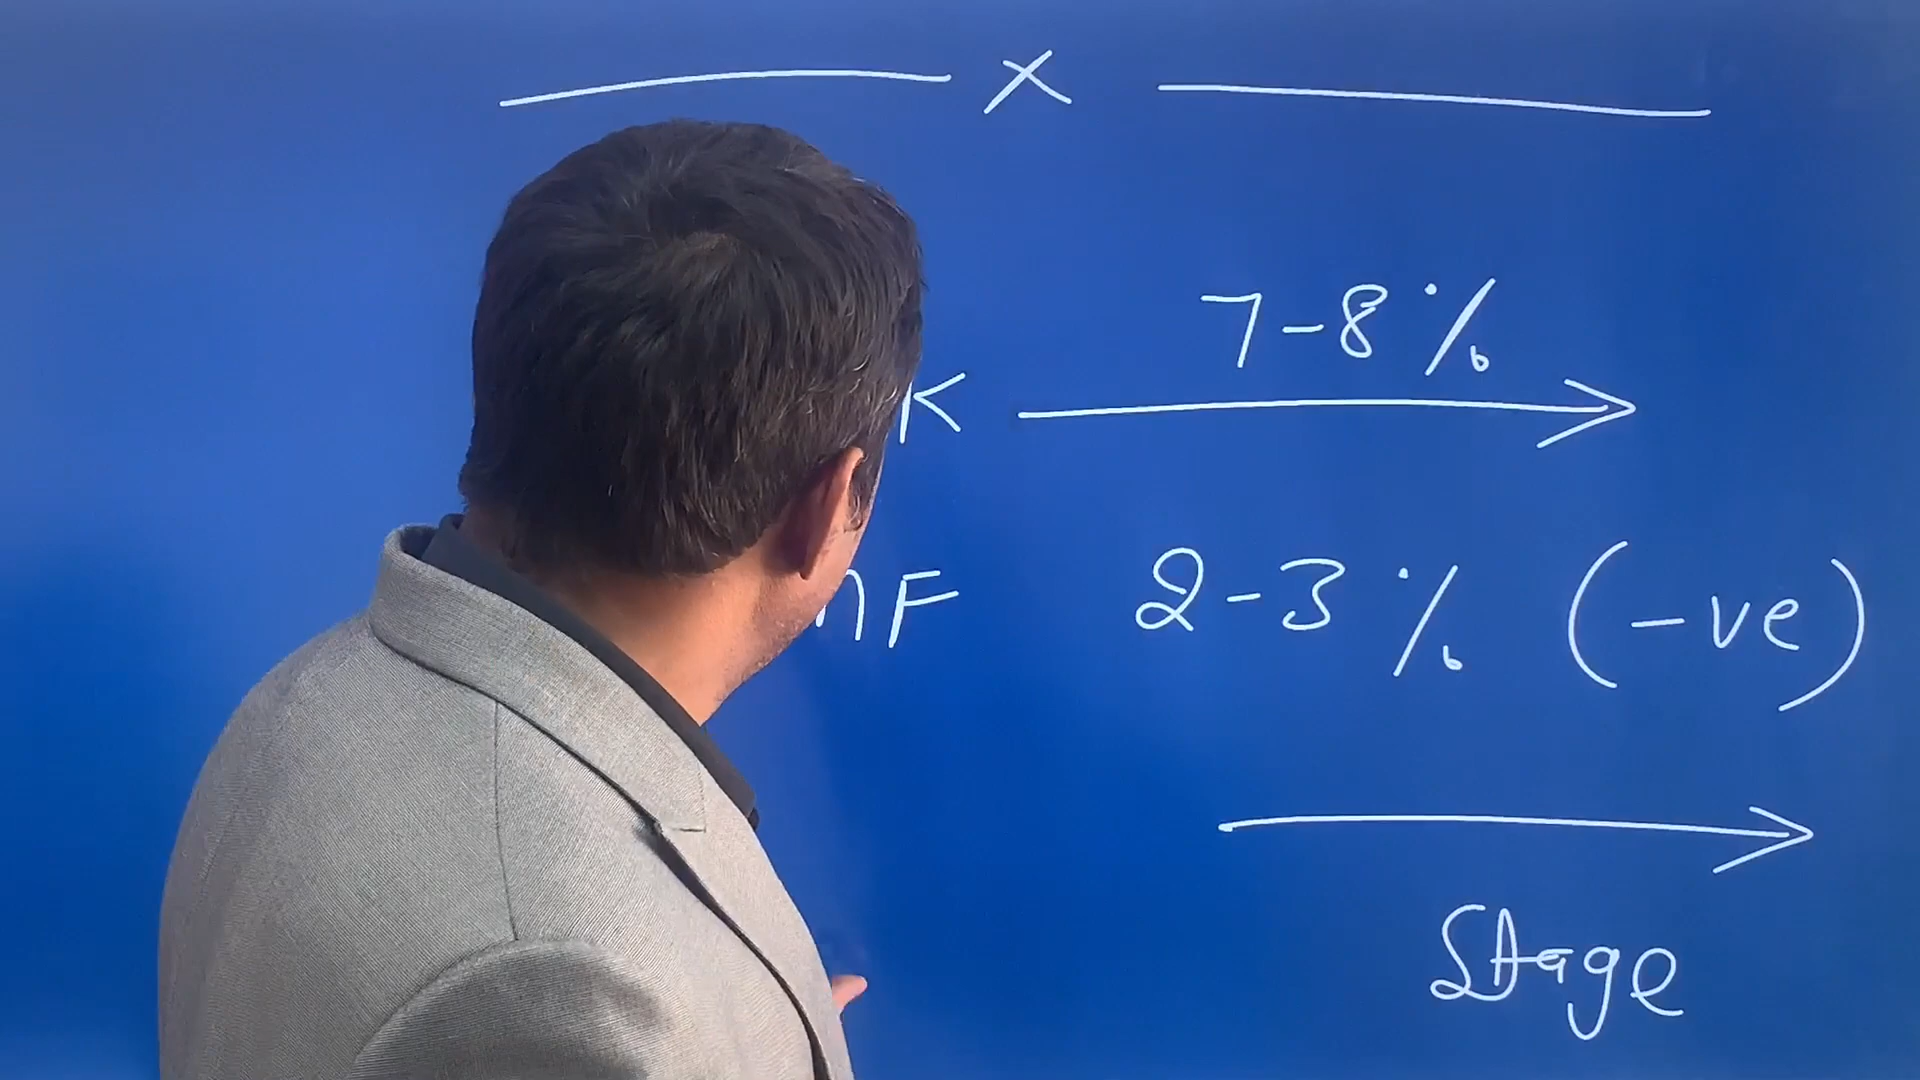 X
K → 7-8%
nF 2-3% (-ve)
→
Stage